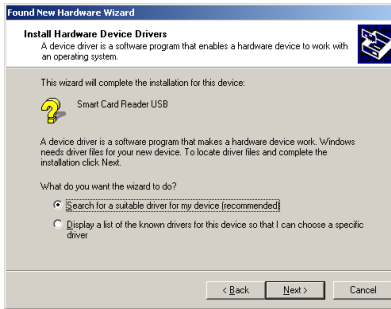 Found New Hardware Wizard
Install Hardware Device Drivers
A device driver is a software program that enables a hardware device to work with
an operating system.
This wizard will complete the installation for this device:
Smart Card Reader USB
A device driver is a software program that makes a hardware device work. Windows
needs driver files for your new device. To locate driver files and complete the
installation click Next.
What do you want the wizard to do?
Search for a suitable driver for my device (recommended)
Display a list of the known drivers for this device so that I can choose a specific
driver
< Back Next > Cancel